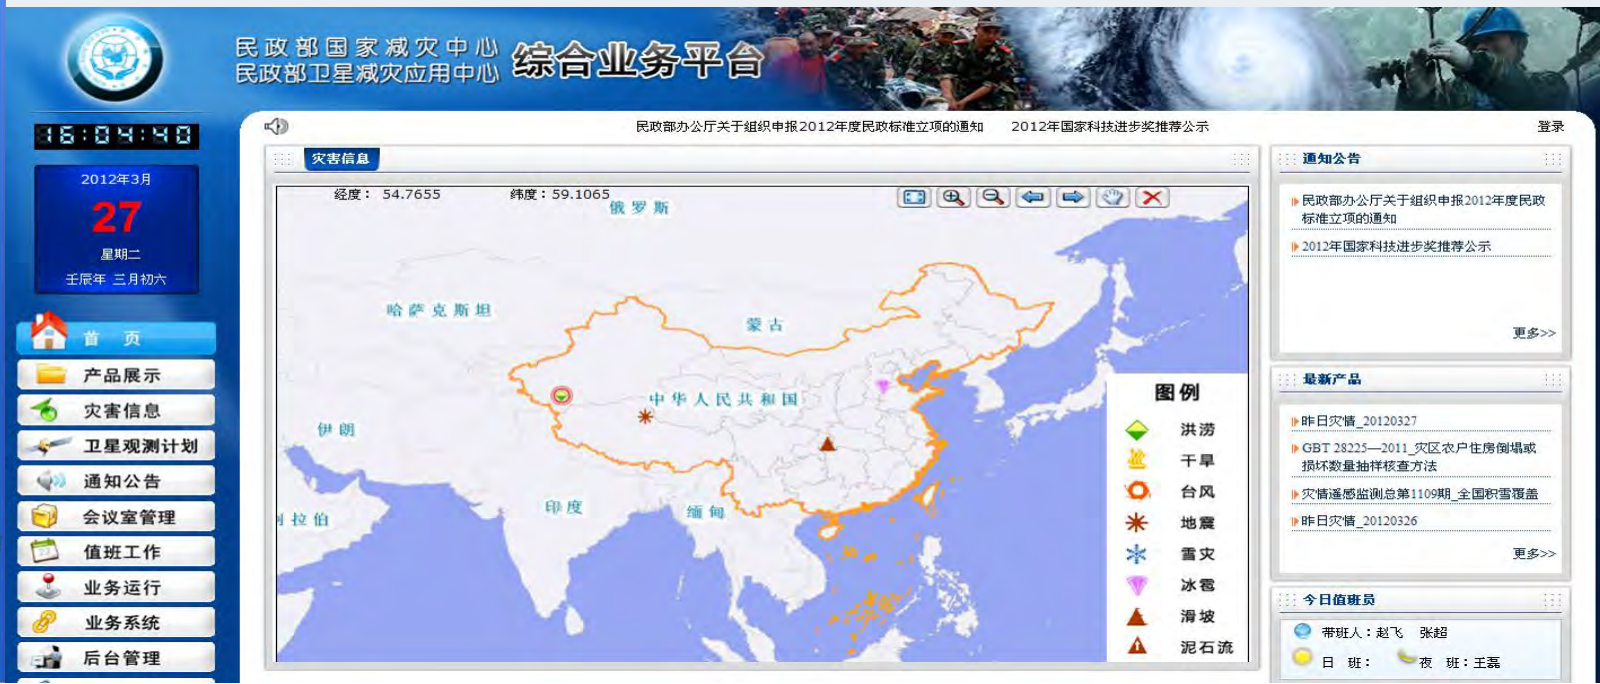 民政部国家减灾中心
民政部卫星减灾应用中心
综合业务平台
16:04:40
2012年3月
27
星期二
壬辰年 三月初六
首 页
产品展示
灾害信息
卫星观测计划
通知公告
会议室管理
值班工作
业务运行
业务系统
后台管理
民政部办公厅关于组织申报2012年度民政标准立项的通知 2012年国家科技进步奖推荐公示
登录
灾害信息
经度： 54.7655 纬度：59.1065
俄罗斯
哈萨克斯坦
蒙古
中华人民共和国
伊朗
印度
缅甸
拉伯
图例
洪涝
干旱
台风
地震
雪灾
冰雹
滑坡
泥石流
通知公告
民政部办公厅关于组织申报2012年度民政
标准立项的通知
2012年国家科技进步奖推荐公示
更多>>
最新产品
昨日灾情_20120327
GBT 28225—2011_灾区农户住房倒塌或
损坏数量抽样核查方法
灾情遥感监测总第1109期_全国积雪覆盖
昨日灾情_20120326
更多>>
今日值班员
带班人：赵飞 张超
日 班： 夜 班：王磊